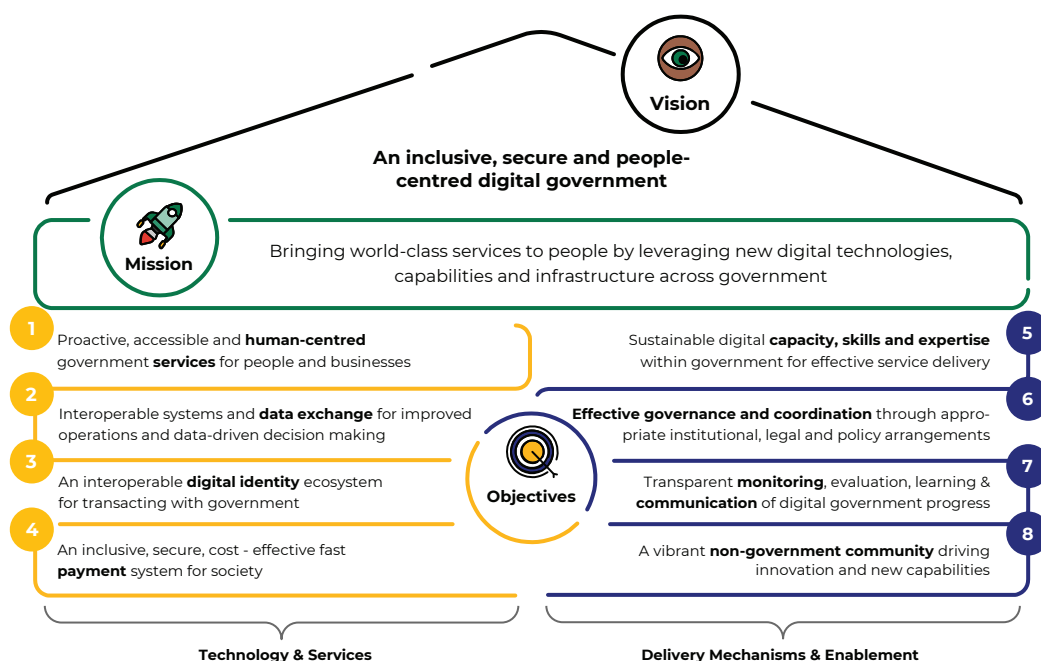 Vision
An inclusive, secure and people-
centred digital government
Mission
Bringing world-class services to people by leveraging new digital technologies,
capabilities and infrastructure across government
1
Proactive, accessible and human-centred
government services for people and businesses
2
Interoperable systems and data exchange for improved
operations and data-driven decision making
3
An interoperable digital identity ecosystem
for transacting with government
4
An inclusive, secure, cost - effective fast
payment system for society
Objectives
5
Sustainable digital capacity, skills and expertise
within government for effective service delivery
6
Effective governance and coordination through appro-
priate institutional, legal and policy arrangements
7
Transparent monitoring, evaluation, learning &
communication of digital government progress
8
A vibrant non-government community driving
innovation and new capabilities
Technology & Services
Delivery Mechanisms & Enablement